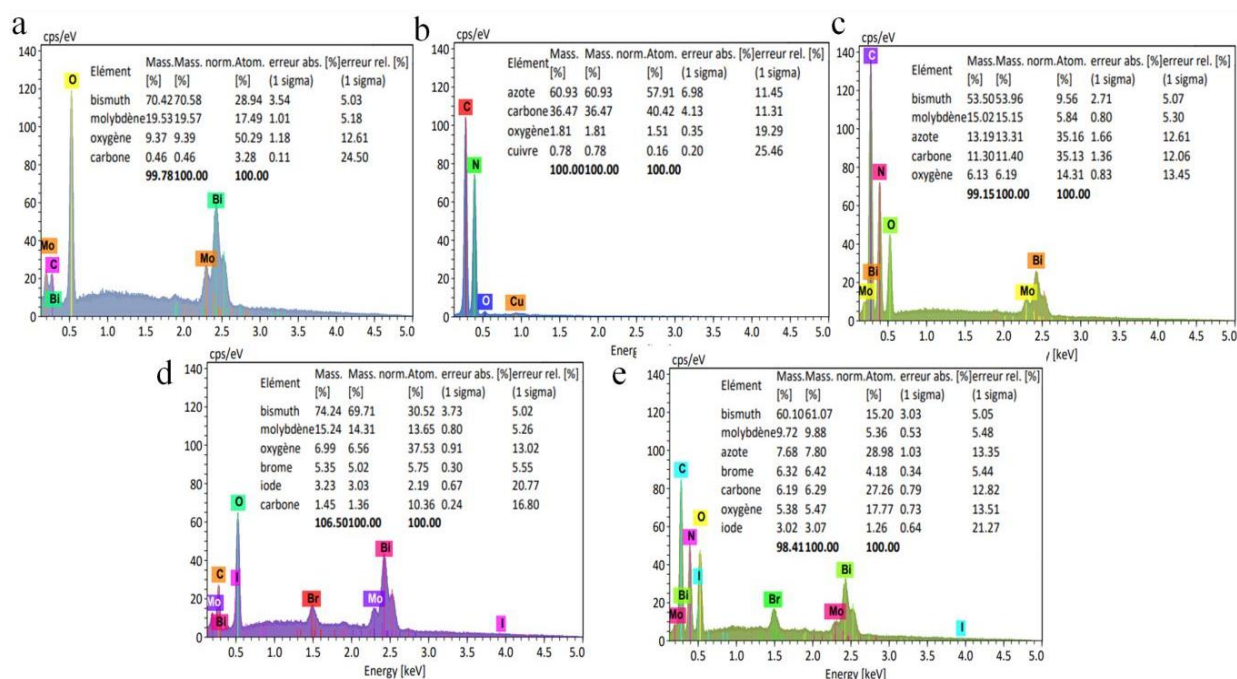 a
cps/eV
140
120
100
80
60
40
20
0
Elément Mass. Mass. norm. Atom. erreur abs. [%] erreur rel. [%]
[%] [%] [%] (1 sigma) (1 sigma)
bismuth 70.42 70.58 28.94 3.54 5.03
molybdène 19.53 19.57 17.49 1.01 5.18
oxygène 9.37 9.39 50.29 1.18 12.61
carbone 0.46 0.46 3.28 0.11 24.50
99.78 100.00 100.00
O
Bi
Mo
Mo
C
Bi
0.5 1.0 1.5 2.0 2.5 3.0 3.5 4.0 4.5 5.0
b
cps/eV
140
120
100
80
60
40
20
0
Elément Mass. Mass. norm. Atom. erreur abs. [%] erreur rel. [%]
[%] [%] [%] (1 sigma) (1 sigma)
azote 60.93 60.93 57.91 6.98 11.45
carbone 36.47 36.47 40.42 4.13 11.31
oxygène 1.81 1.81 1.51 0.35 19.29
cuivre 0.78 0.78 0.16 0.20 25.46
100.00 100.00 100.00
C
N
O
Cu
0.5 1.0 1.5 2.0 2.5 3.0 3.5 4.0 4.5 5.0
c
cps/eV
140
120
100
80
60
40
20
0
Elément Mass. Mass. norm. Atom. erreur abs. [%] erreur rel. [%]
[%] [%] [%] (1 sigma) (1 sigma)
bismuth 53.50 53.96 9.56 2.71 5.07
molybdène 15.02 15.15 5.84 0.80 5.30
azote 13.19 13.31 35.16 1.66 12.61
carbone 11.30 11.40 35.13 1.36 12.06
oxygène 6.13 6.19 14.31 0.83 13.45
99.15 100.00 100.00
C
N
O
Bi
Bi
Mo
Mo
0.5 1.0 1.5 2.0 2.5 3.0 3.5 4.0 4.5 5.0
[keV]
d
cps/eV
140
120
100
80
60
40
20
0
Elément Mass. Mass. norm. Atom. erreur abs. [%] erreur rel. [%]
[%] [%] [%] (1 sigma) (1 sigma)
bismuth 74.24 69.71 30.52 3.73 5.02
molybdène 15.24 14.31 13.65 0.80 5.26
oxygène 6.99 6.56 37.53 0.91 13.02
brome 5.35 5.02 5.75 0.30 5.55
iode 3.23 3.03 2.19 0.67 20.77
carbone 1.45 1.36 10.36 0.24 16.80
106.50 100.00 100.00
O
Bi
C
I
Br
Mo
Mo
Bi
I
0.5 1.0 1.5 2.0 2.5 3.0 3.5 4.0 4.5 5.0
Energy [keV]
e
cps/eV
140
120
100
80
60
40
20
0
Elément Mass. Mass. norm. Atom. erreur abs. [%] erreur rel. [%]
[%] [%] [%] (1 sigma) (1 sigma)
bismuth 60.10 61.07 15.20 3.03 5.05
molybdène 9.72 9.88 5.36 0.53 5.48
azote 7.68 7.80 28.98 1.03 13.35
brome 6.32 6.42 4.18 0.34 5.44
carbone 6.19 6.29 27.26 0.79 12.82
oxygène 5.38 5.47 17.77 0.73 13.51
iode 3.02 3.07 1.26 0.64 21.27
98.41 100.00 100.00
C
O
N
I
Bi
Bi
Br
Mo
Mo
I
0.5 1.0 1.5 2.0 2.5 3.0 3.5 4.0 4.5 5.0
Energy [keV]